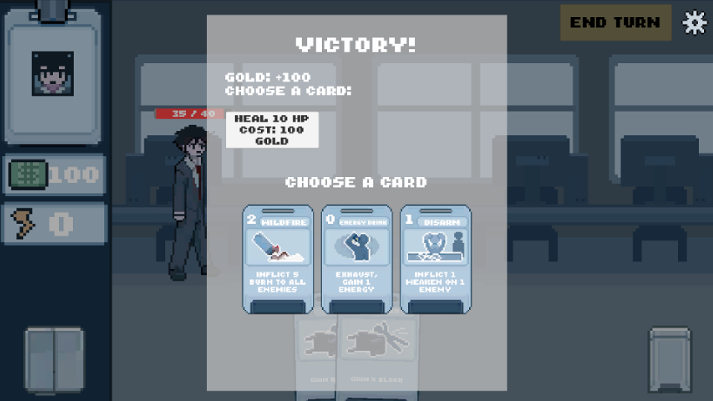 END TURN
VICTORY!
GOLD: +100
CHOOSE A CARD:
35 / 40
HEAL 10 HP
COST: 100
GOLD
100
0
CHOOSE A CARD
2 WILDFIRE
INFLICT 5
BURN TO ALL
ENEMIES
0 ENERGY DRINK
EXHAUST,
GAIN 1
ENERGY
1 DISARM
INFLICT 1
WEAKEN ON 1
ENEMY